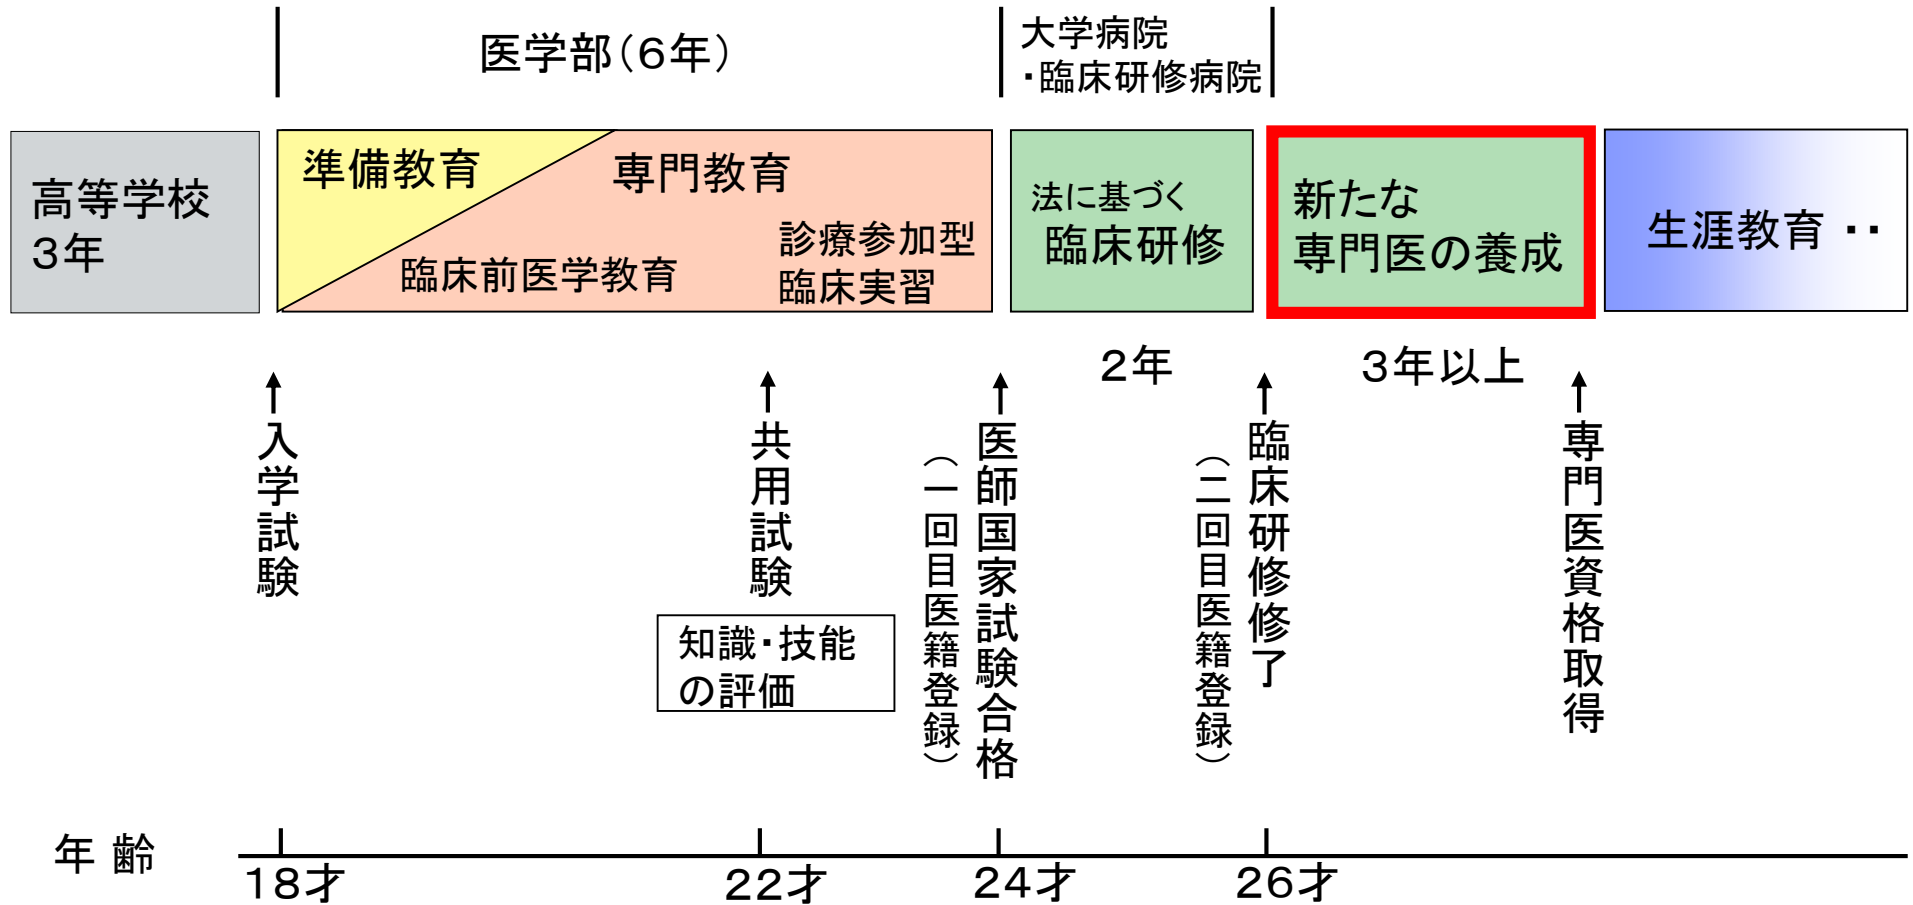 医学部（6年）
大学病院
・臨床研修病院
高等学校
3年
準備教育
専門教育
臨床前医学教育
診療参加型
臨床実習
法に基づく
臨床研修
新たな
専門医の養成
生涯教育 ‥
2年
3年以上
入学試験
共用試験
知識・技能
の評価
医師国家試験合格
（一回目医籍登録）
臨床研修修了
（二回目医籍登録）
専門医資格取得
年 齢
18才
22才
24才
26才